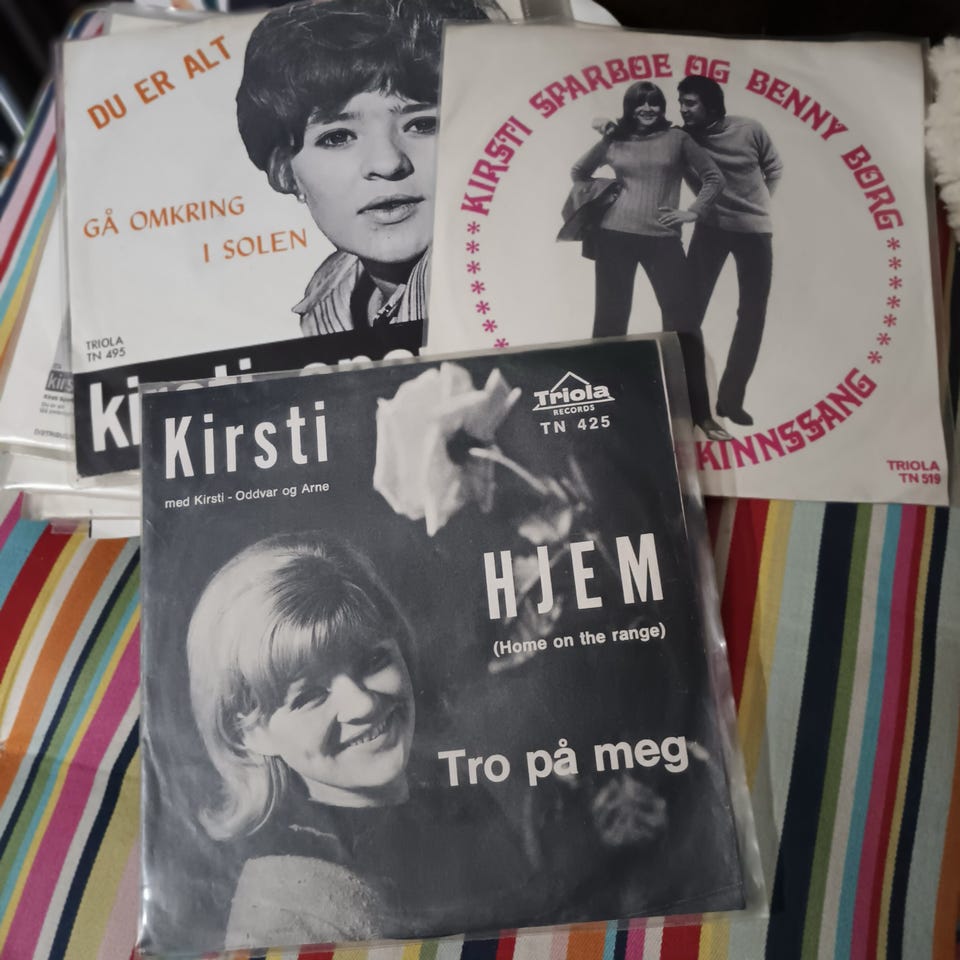 DU ER ALT
GÅ OMKRING
I SOLEN
TRIOLA
TN 495
kirsti
KIRSTI SPARBOE OG BENNY BORG
KINNSSANG
TRIOLA
TN 519
Kirsti
med Kirsti - Oddvar og Arne
Triola
RECORDS
TN 425
HJEM
(Home on the range)
Tro på meg